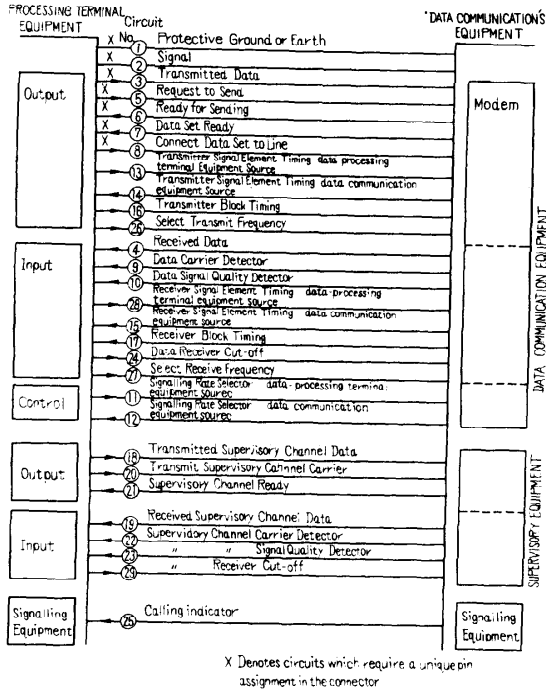 PROCESSING TERMINAL
EQUIPMENT
Circuit
No.
"DATA COMMUNICATION'S
EQUIPMENT
X 1 Protective Ground or Earth
X 2 Signal
X 3 Transmitted Data
X 5 Request to Send
X 6 Ready for Sending
X 7 Data Set Ready
X 8 Connect Data Set to Line
Transmitter Signal Element Timing data processing
13 terminal Equipment Source
Transmitter Signal Element Timing data communication
14 equipment Source
16 Transmitter Block Timing
26 Select Transmit Frequency
4 Received Data
9 Data Carrier Detector
10 Data Signal Quality Detector
Receiver Signal Element Timing data-processing
28 terminal equipment source
Receiver Signal Element Timing data communication
15 equipment source
17 Receiver Block Timing
24 Data Receiver Cut-off
27 Select Receive Frequency
Signalling Rate Selector data-processing terminal
11 equipment sourec
Signalling Rate Selector data communication
12 equipment sourec
18 Transmitted Supervisory Channel Data
20 Transmit Supervisory Cahnnel Carrier
21 Supervisory Channel Ready
19 Received Supervisory Channel Data
22 Supervidory Channel Carrier Detector
23 " " Signal Quality Detector
29 " Receiver Cut-off
25 Calling indicator
Output
Input
Control
Output
Input
Signalling
Equipment
Modem
Signalling
Equipment
DATA COMMUNICATION EQUIPMENT
SUPERVISORY EQUIPMENT
X Denotes circuits which require a unique pin
assignment in the connector